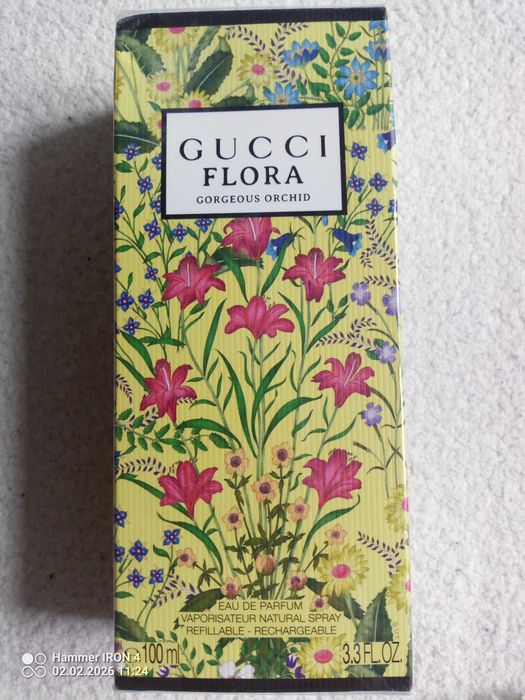 GUCCI
FLORA
GORGEOUS ORCHID
EAU DE PARFUM
VAPORISATEUR NATURAL SPRAY
REFILLABLE - RECHARGEABLE
100 ml 3.3 FL.OZ.
Hammer IRON 4
02.02.2026 11:24